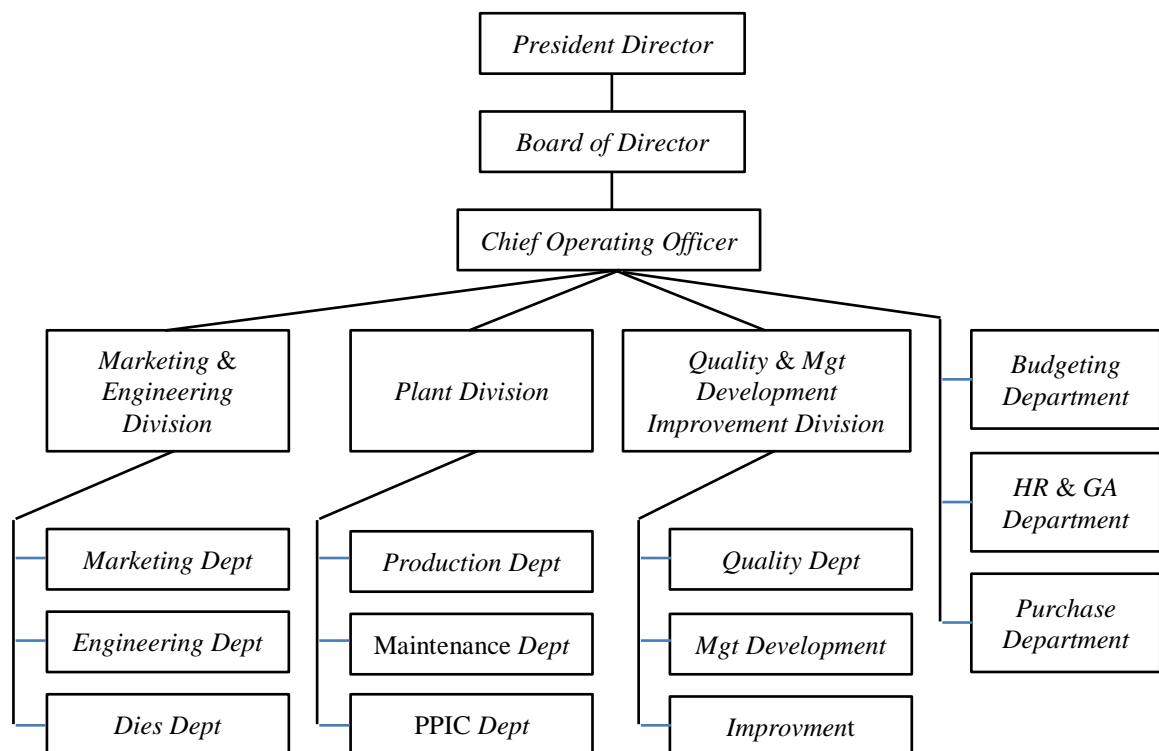 President Director
Board of Director
Chief Operating Officer
Marketing &
Engineering
Division
Plant Division
Quality & Mgt
Development
Improvement Division
Budgeting
Department
HR & GA
Department
Purchase
Department
Marketing Dept
Engineering Dept
Dies Dept
Production Dept
Maintenance Dept
PPIC Dept
Quality Dept
Mgt Development
Improvment